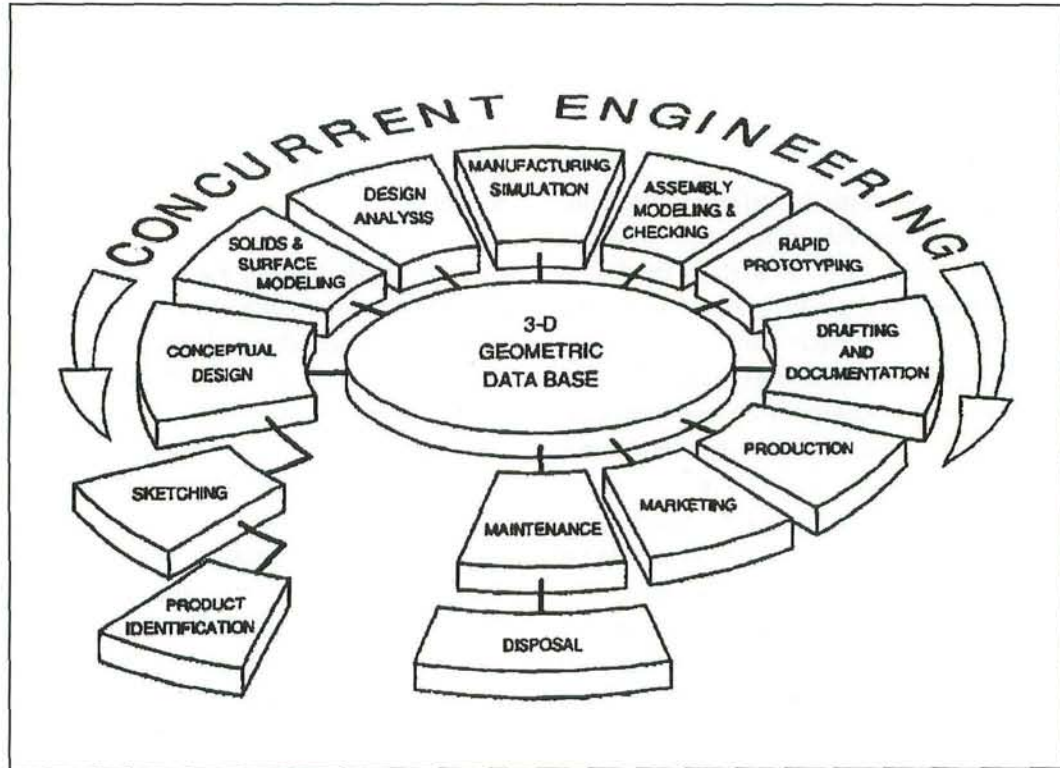 CONCURRENT ENGINEERING
MANUFACTURING
SIMULATION
DESIGN
ANALYSIS
ASSEMBLY
MODELING &
CHECKING
SOLIDS &
SURFACE
MODELING
RAPID
PROTOTYPING
3-D
GEOMETRIC
DATA BASE
CONCEPTUAL
DESIGN
DRAFTING
AND
DOCUMENTATION
PRODUCTION
SKETCHING
MARKETING
MAINTENANCE
PRODUCT
IDENTIFICATION
DISPOSAL